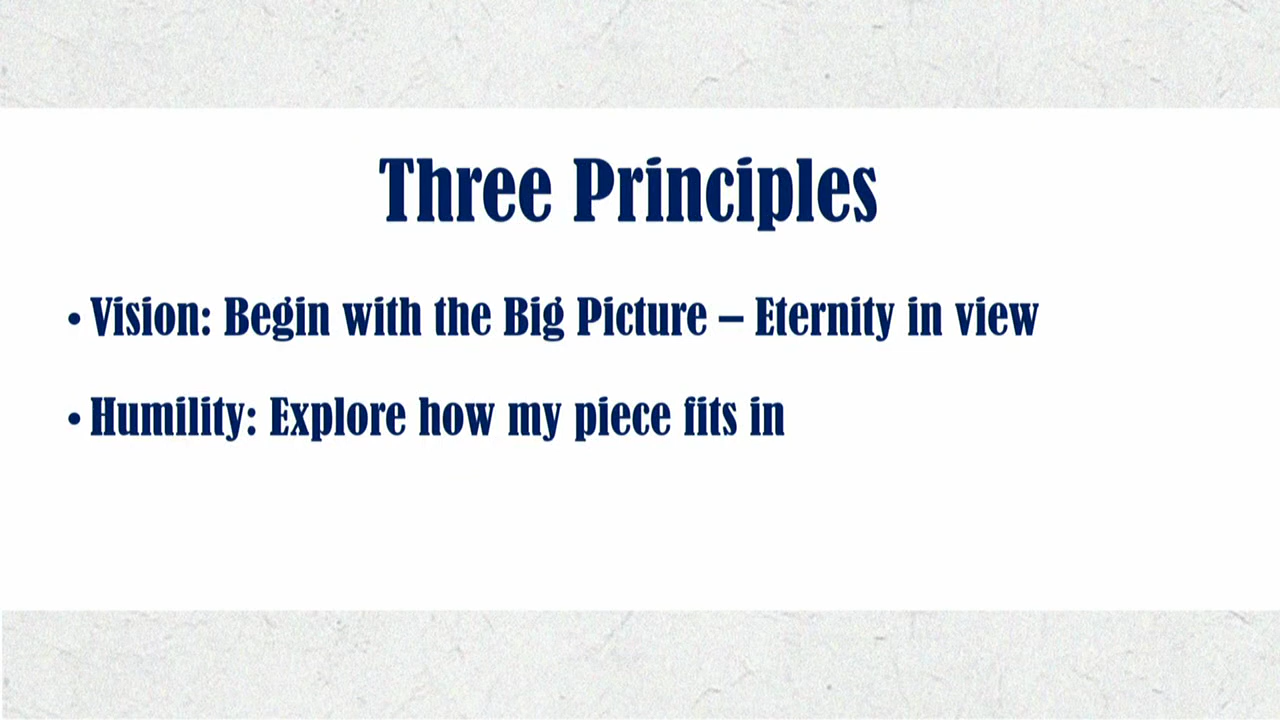 Three Principles
• Vision: Begin with the Big Picture – Eternity in view
• Humility: Explore how my piece fits in